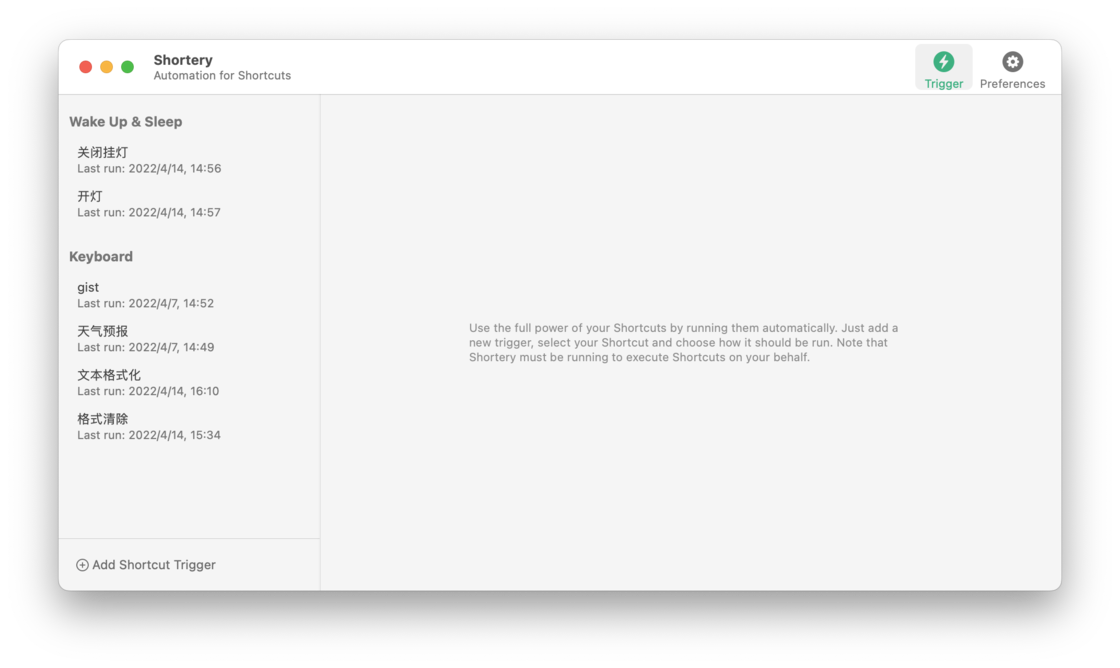 Shortery
Automation for Shortcuts
Trigger
Preferences
Wake Up & Sleep
关闭挂灯
Last run: 2022/4/14, 14:56
开灯
Last run: 2022/4/14, 14:57
Keyboard
gist
Last run: 2022/4/7, 14:52
天气预报
Last run: 2022/4/7, 14:49
文本格式化
Last run: 2022/4/14, 16:10
格式清除
Last run: 2022/4/14, 15:34
Add Shortcut Trigger
Use the full power of your Shortcuts by running them automatically. Just add a
new trigger, select your Shortcut and choose how it should be run. Note that
Shortery must be running to execute Shortcuts on your behalf.